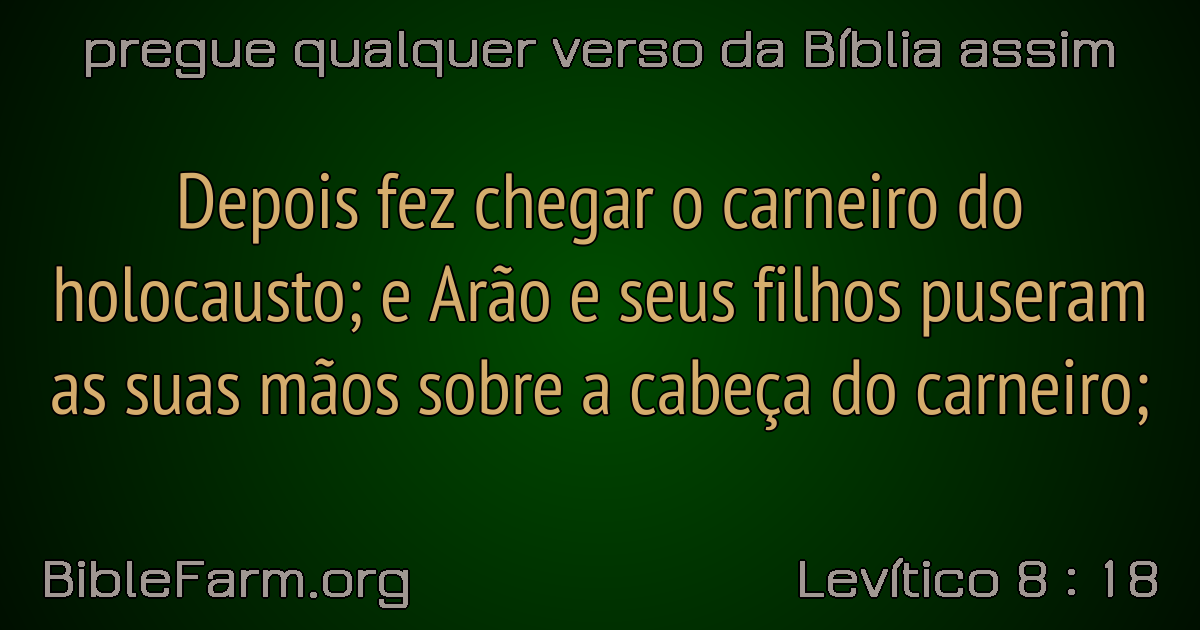 pregue qualquer verso da Bíblia assim
Depois fez chegar o carneiro do
holocausto; e Arão e seus filhos puseram
as suas mãos sobre a cabeça do carneiro;
BibleFarm.org
Levítico 8 : 18